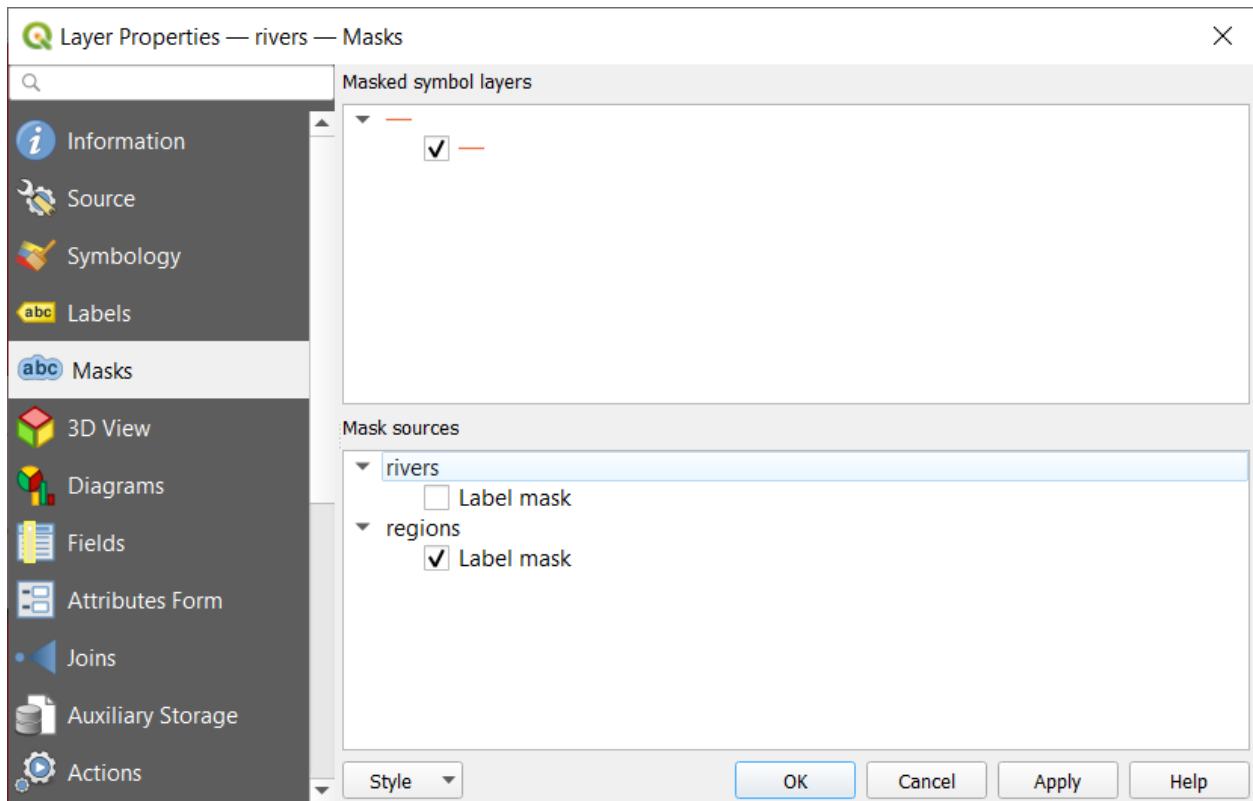 Layer Properties — rivers — Masks
Masked symbol layers
Information
Source
Symbology
abc Labels
abc Masks
3D View
Diagrams
Fields
Attributes Form
Joins
Auxiliary Storage
Actions
Mask sources
rivers
Label mask
regions
Label mask
Style
OK
Cancel
Apply
Help